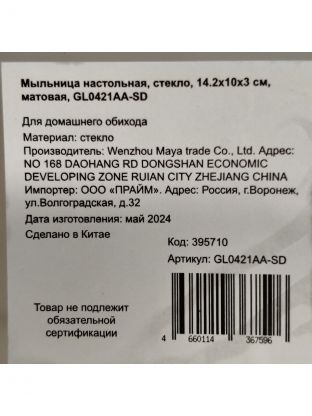 Мыльница настольная, стекло, 14.2х10х3 см,
матовая, GL0421AA-SD
Для домашнего обихода
Материал: стекло
Производитель: Wenzhou Maya trade Co., Ltd. Адрес:
NO 168 DAOHANG RD DONGSHAN ECONOMIC
DEVELOPING ZONE RUIAN CITY ZHEJIANG CHINA
Импортер: ООО «ПРАЙМ». Адрес: Россия, г.Воронеж,
ул.Волгоградская, д.32
Дата изготовления: май 2024
Сделано в Китае
Код: 395710
Артикул: GL0421AA-SD
Товар не подлежит
обязательной
сертификации
4 660114 367596